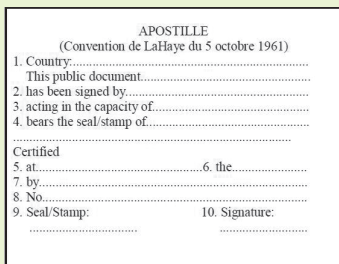 APOSTILLE
(Convention de LaHaye du 5 octobre 1961)
1. Country:......................................................................
This public document..................................................
2. has been signed by......................................................
3. acting in the capacity of...............................................
4. bears the seal/stamp of................................................
...................................................................................
Certified
5. at..................................................6. the.......................
7. by................................................................................
8. No...............................................................................
9. Seal/Stamp: 10. Signature:
................................ ..........................